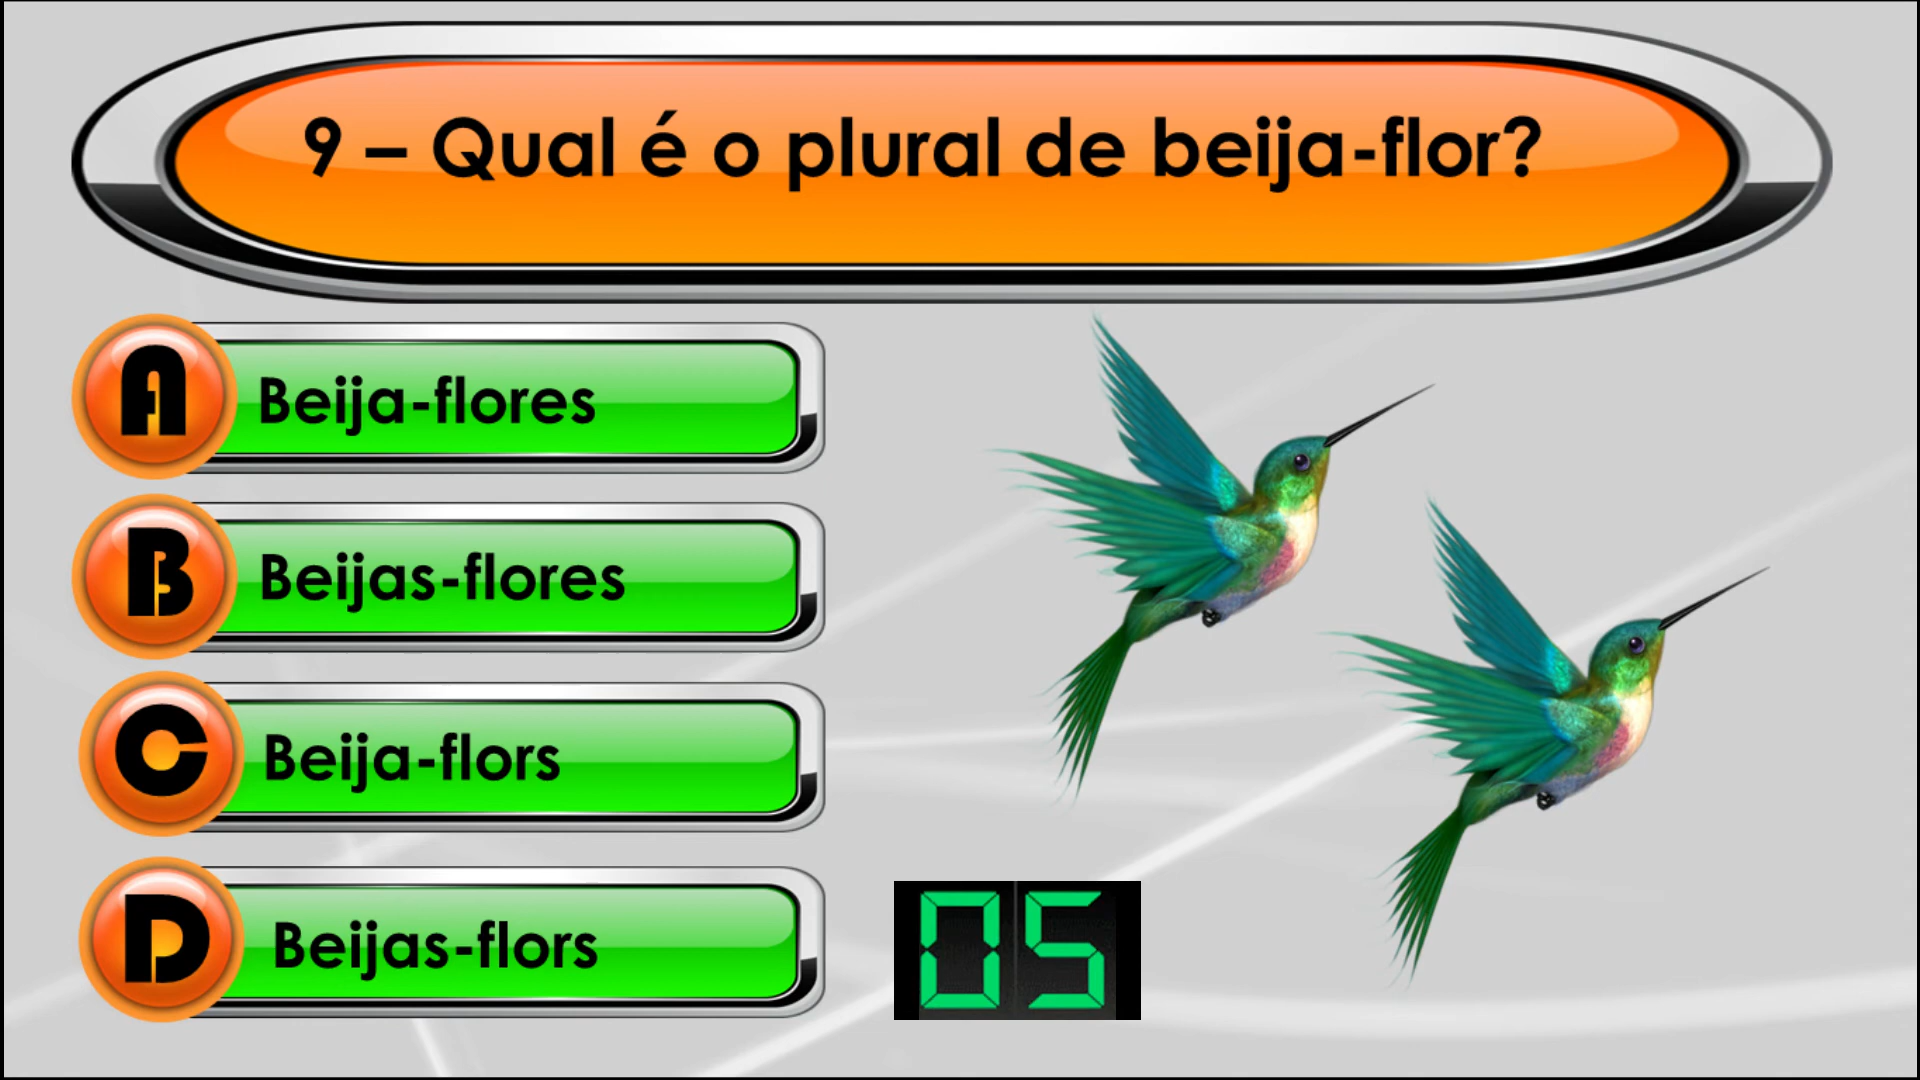 9 – Qual é o plural de beija-flor?
A Beija-flores
B Beijas-flores
C Beija-flors
D Beijas-flors
05